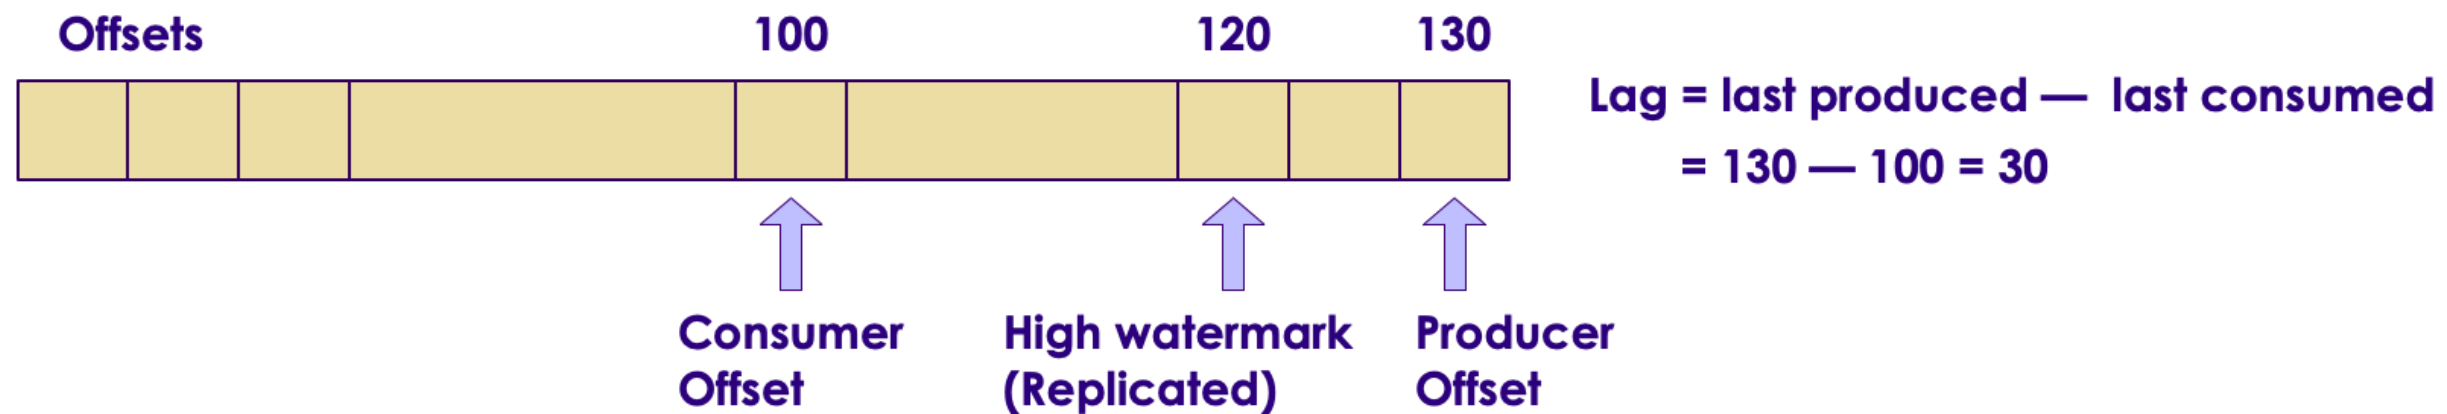 Offsets 100 120 130
Lag = last produced — last consumed
= 130 — 100 = 30
Consumer Offset
High watermark (Replicated)
Producer Offset